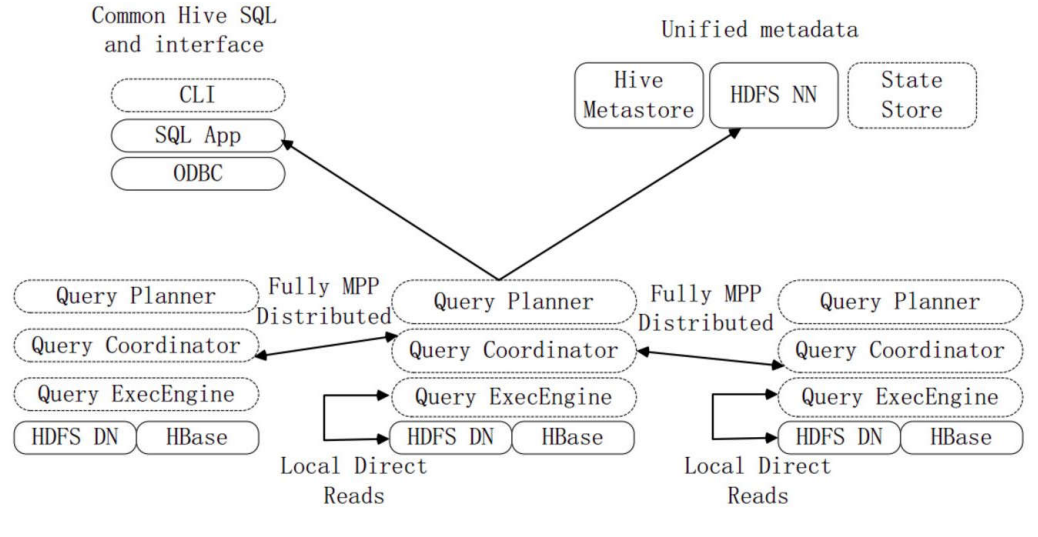 Common Hive SQL
and interface
CLI
SQL App
ODBC
Unified metadata
Hive
Metastore
HDFS NN
State
Store
Query Planner
Query Coordinator
Query ExecEngine
HDFS DN
HBase
Fully MPP
Distributed
Query Planner
Query Coordinator
Query ExecEngine
HDFS DN
HBase
Local Direct
Reads
Fully MPP
Distributed
Query Planner
Query Coordinator
Query ExecEngine
HDFS DN
HBase
Local Direct
Reads